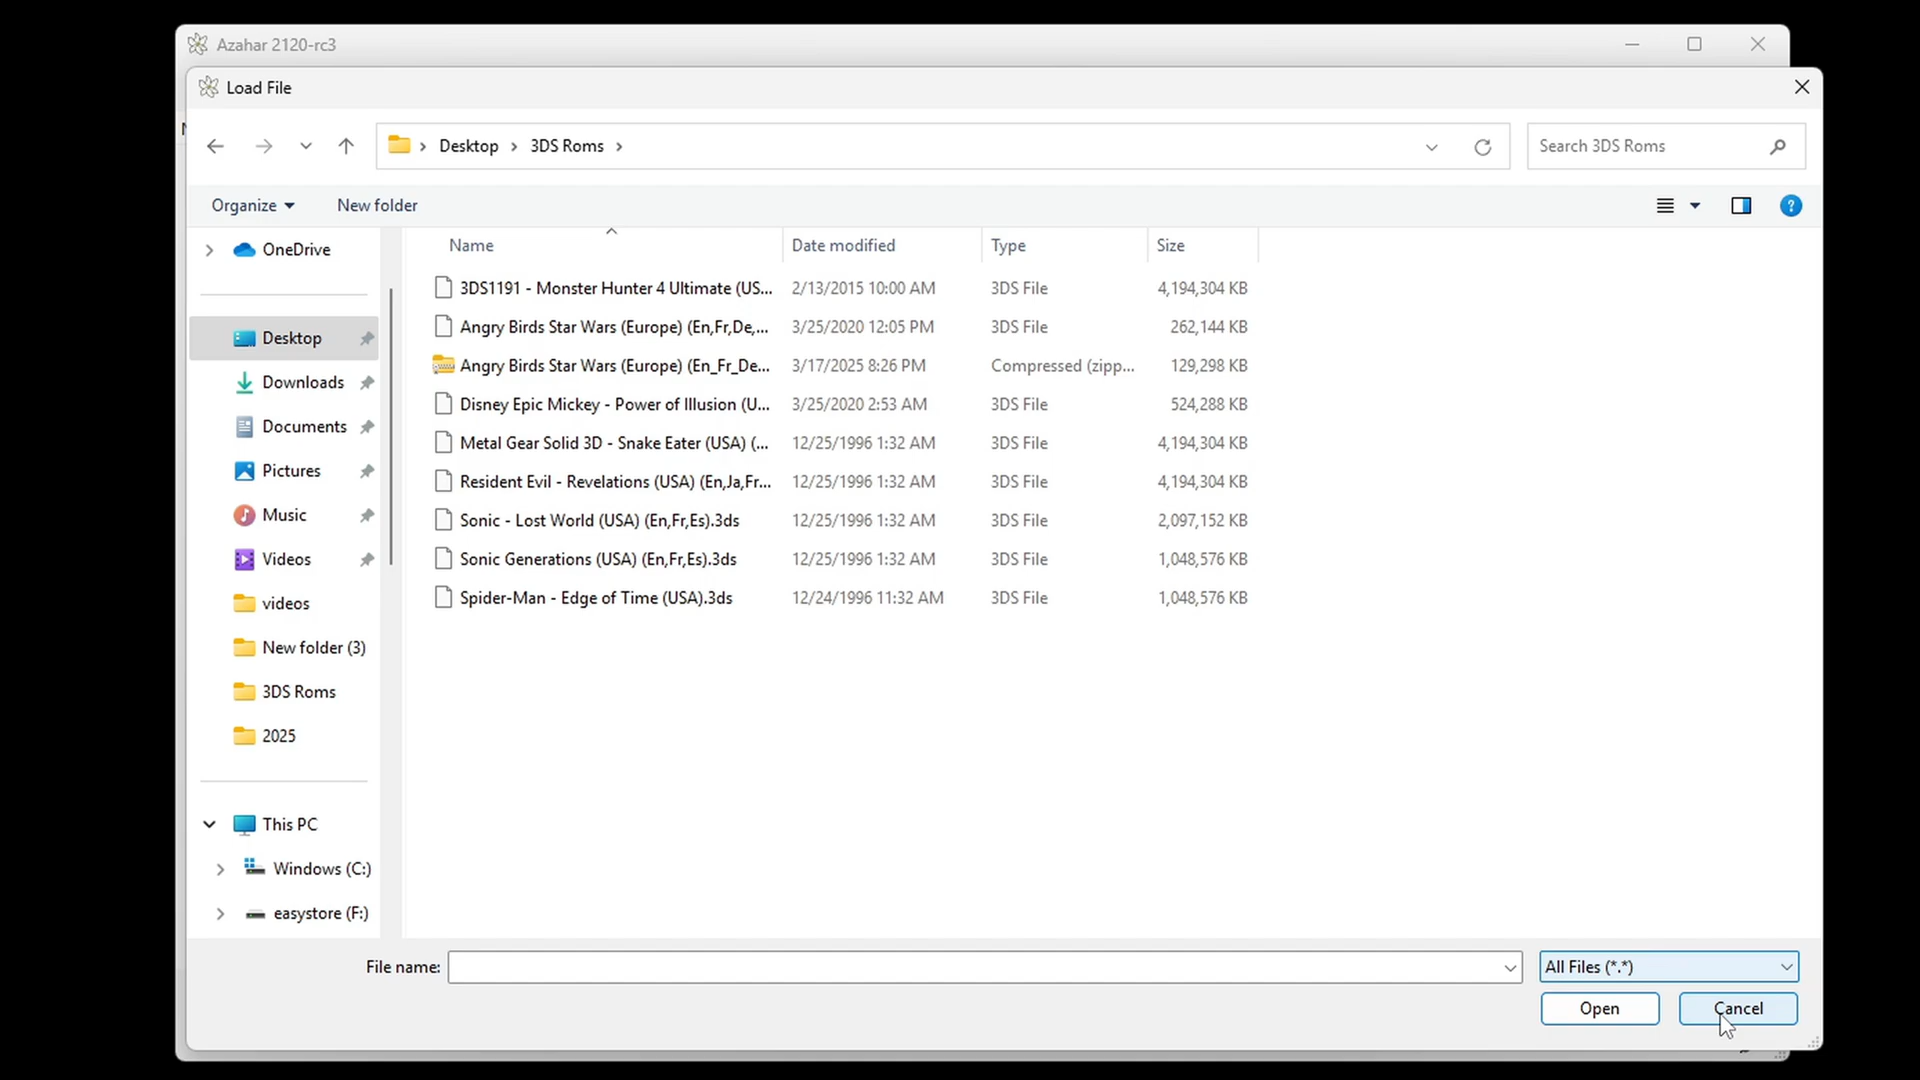 Azahar 2120-rc3
Load File
Desktop > 3DS Roms >
Search 3DS Roms
Organize
New folder
?
Name
Date modified
Type
Size
3DS1191 - Monster Hunter 4 Ultimate (US... 2/13/2015 10:00 AM 3DS File 4,194,304 KB
Angry Birds Star Wars (Europe) (En,Fr,De,... 3/25/2020 12:05 PM 3DS File 262,144 KB
Angry Birds Star Wars (Europe) (En_Fr_De... 3/17/2025 8:26 PM Compressed (zipp... 129,298 KB
Disney Epic Mickey - Power of Illusion (U... 3/25/2020 2:53 AM 3DS File 524,288 KB
Metal Gear Solid 3D - Snake Eater (USA) (... 12/25/1996 1:32 AM 3DS File 4,194,304 KB
Resident Evil - Revelations (USA) (En,Ja,Fr... 12/25/1996 1:32 AM 3DS File 4,194,304 KB
Sonic - Lost World (USA) (En,Fr,Es).3ds 12/25/1996 1:32 AM 3DS File 2,097,152 KB
Sonic Generations (USA) (En,Fr,Es).3ds 12/25/1996 1:32 AM 3DS File 1,048,576 KB
Spider-Man - Edge of Time (USA).3ds 12/24/1996 11:32 AM 3DS File 1,048,576 KB
OneDrive
Desktop
Downloads
Documents
Pictures
Music
Videos
videos
New folder (3)
3DS Roms
2025
This PC
Windows (C:)
easystore (F:)
File name:
All Files (*.*)
Open
Cancel